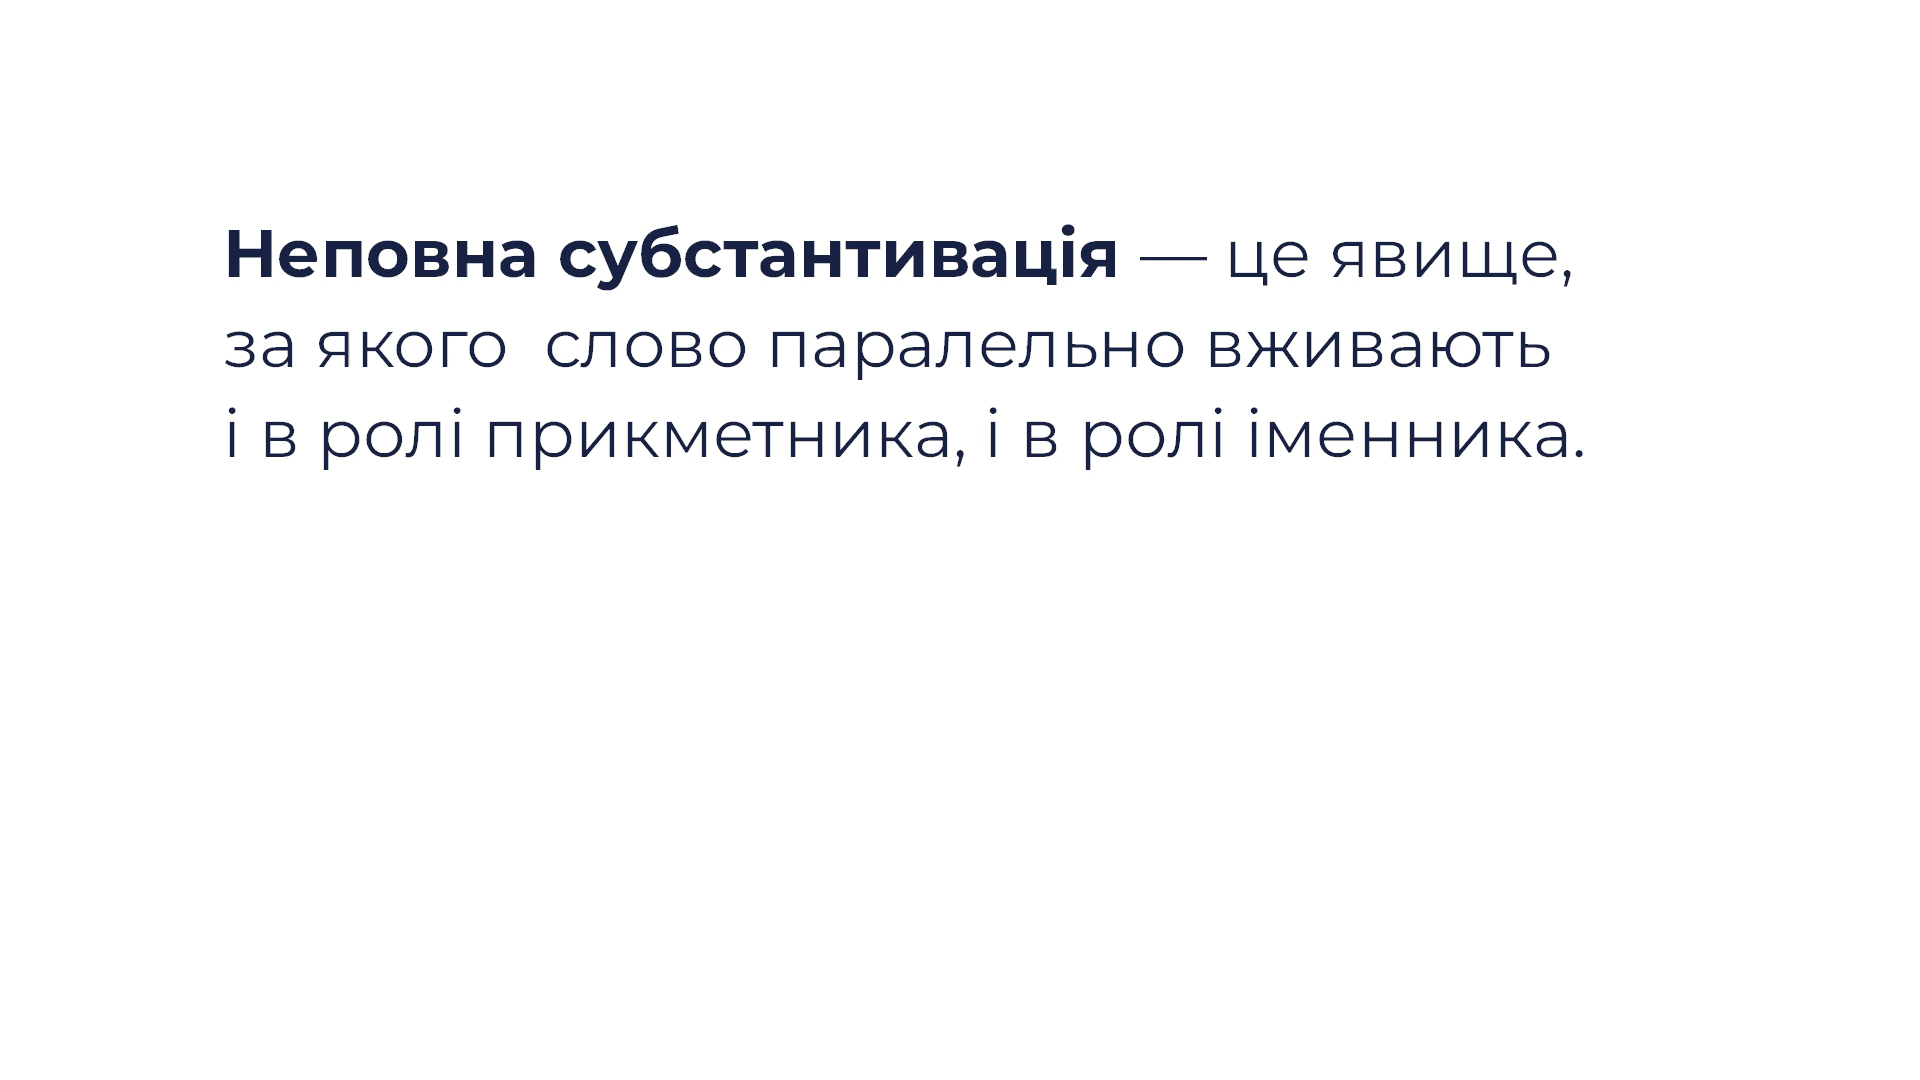 Неповна субстантивація — це явище,
за якого  слово паралельно вживають
і в ролі прикметника, і в ролі іменника.